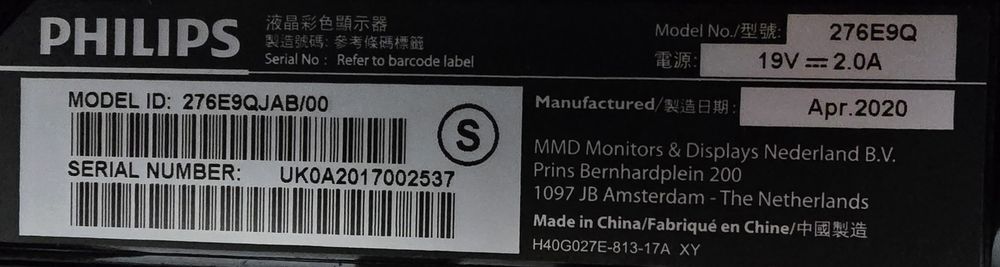 PHILIPS
液晶彩色顯示器
製造號碼: 參考條碼標籤
Serial No : Refer to barcode label
Model No./型號: 276E9Q
電源: 19V ⎓ 2.0A
MODEL ID: 276E9QJAB/00
SERIAL NUMBER: UK0A2017002537
S
Manufactured/製造日期: Apr.2020
MMD Monitors & Displays Nederland B.V.
Prins Bernhardplein 200
1097 JB Amsterdam - The Netherlands
Made in China/Fabriqué en Chine/中國製造
H40G027E-813-17A XY